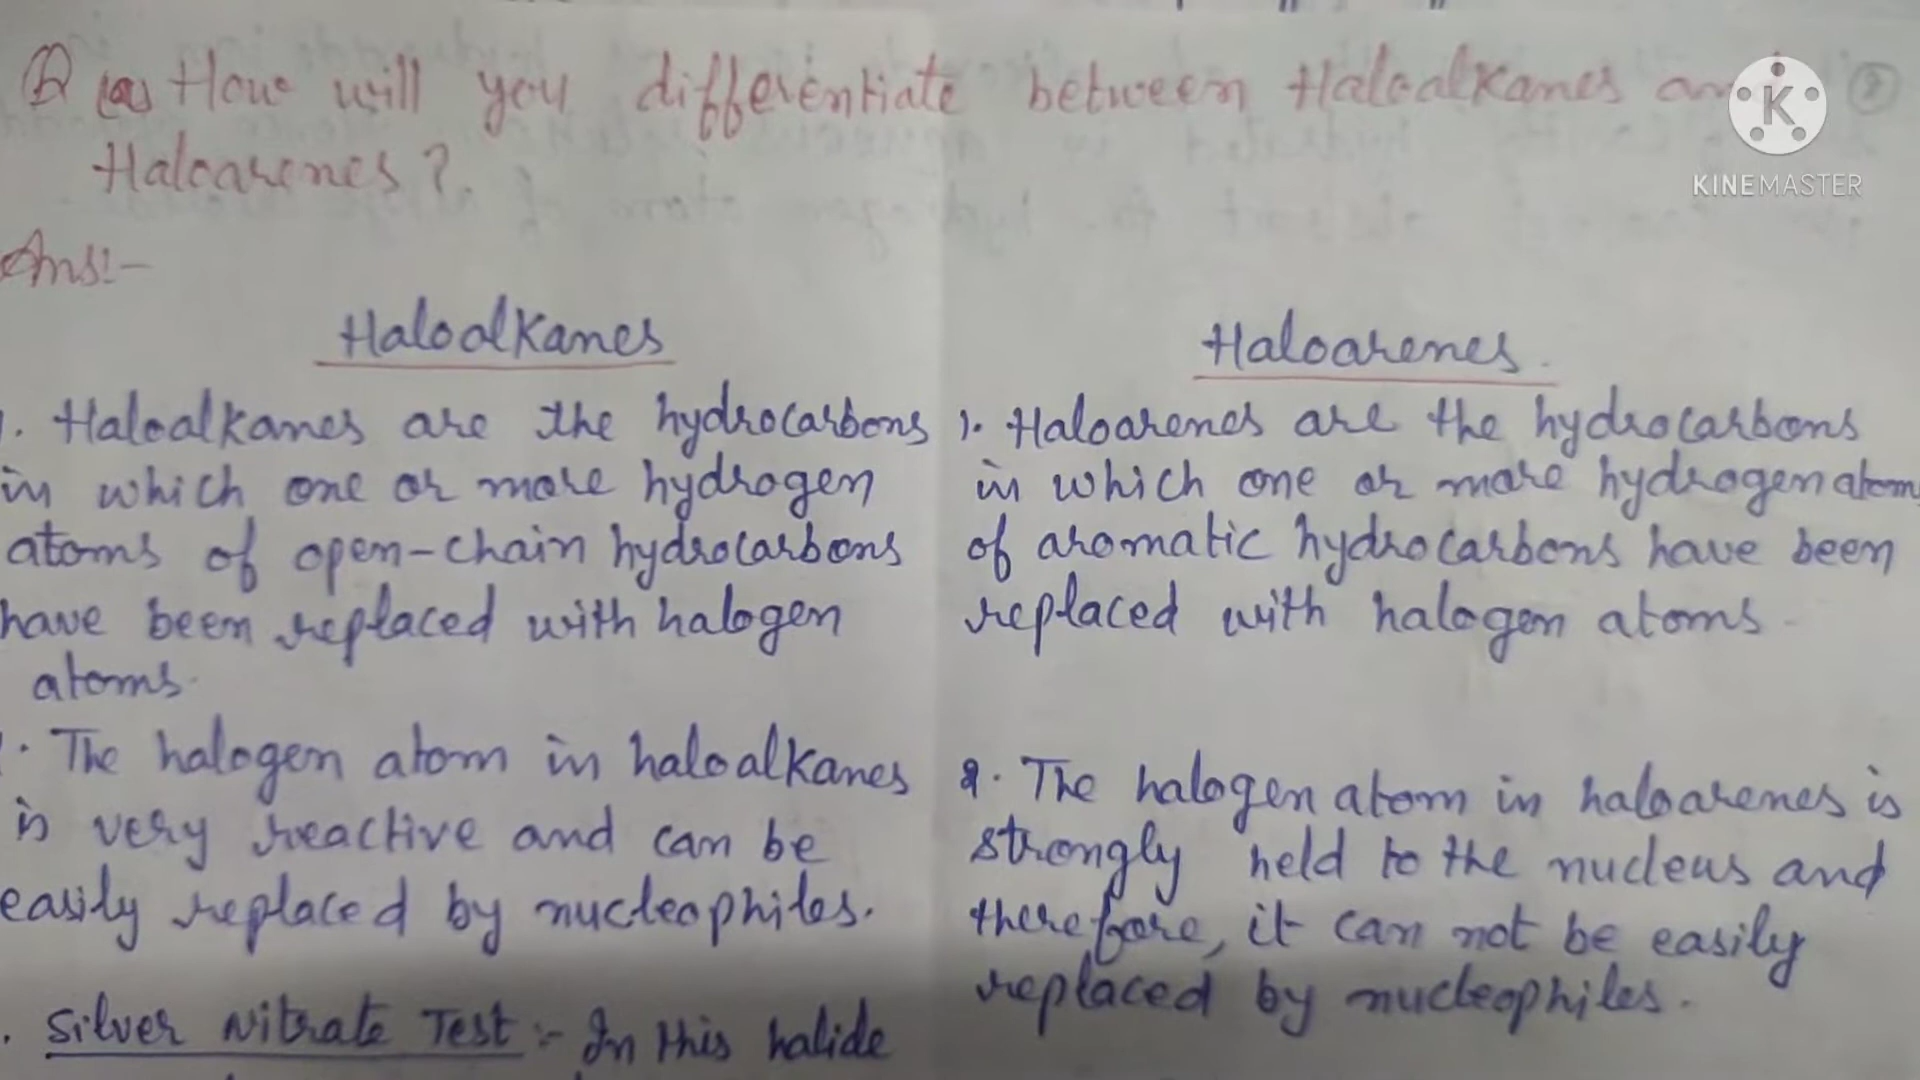 Q (a) How will you differentiate between Haloalkanes an
Haloarenes ?
Ans:-
Haloalkanes
1. Haloalkanes are the hydrocarbons
in which one or more hydrogen
atoms of open-chain hydrocarbons
have been replaced with halogen
atoms.
. The halogen atom in haloalkanes
is very reactive and can be
easily replaced by nucleophiles.
. Silver Nitrate Test :- In this halide
Haloarenes.
1. Haloarenes are the hydrocarbons
in which one or more hydrogen atom
of aromatic hydrocarbons have been
replaced with halogen atoms.
2. The halogen atom in haloarenes is
strongly held to the nucleus and
therefore, it can not be easily
replaced by nucleophiles.
K
KINEMASTER